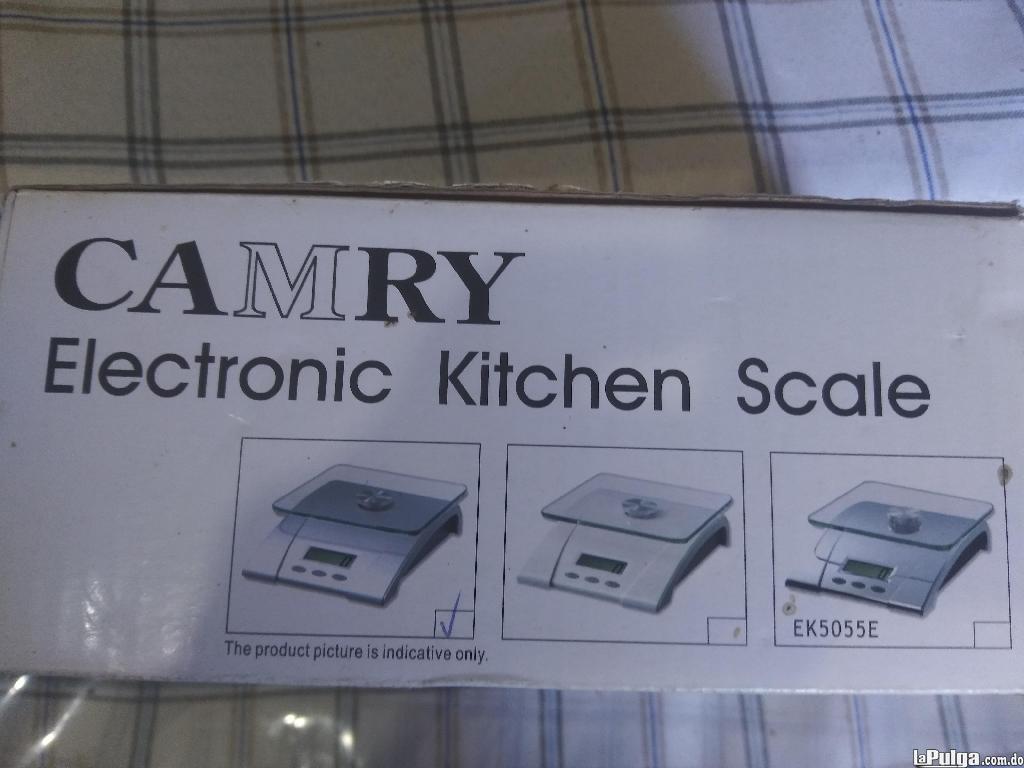 CAMRY
Electronic Kitchen Scale
EK5055E
The product picture is indicative only.
laPulga.com.do